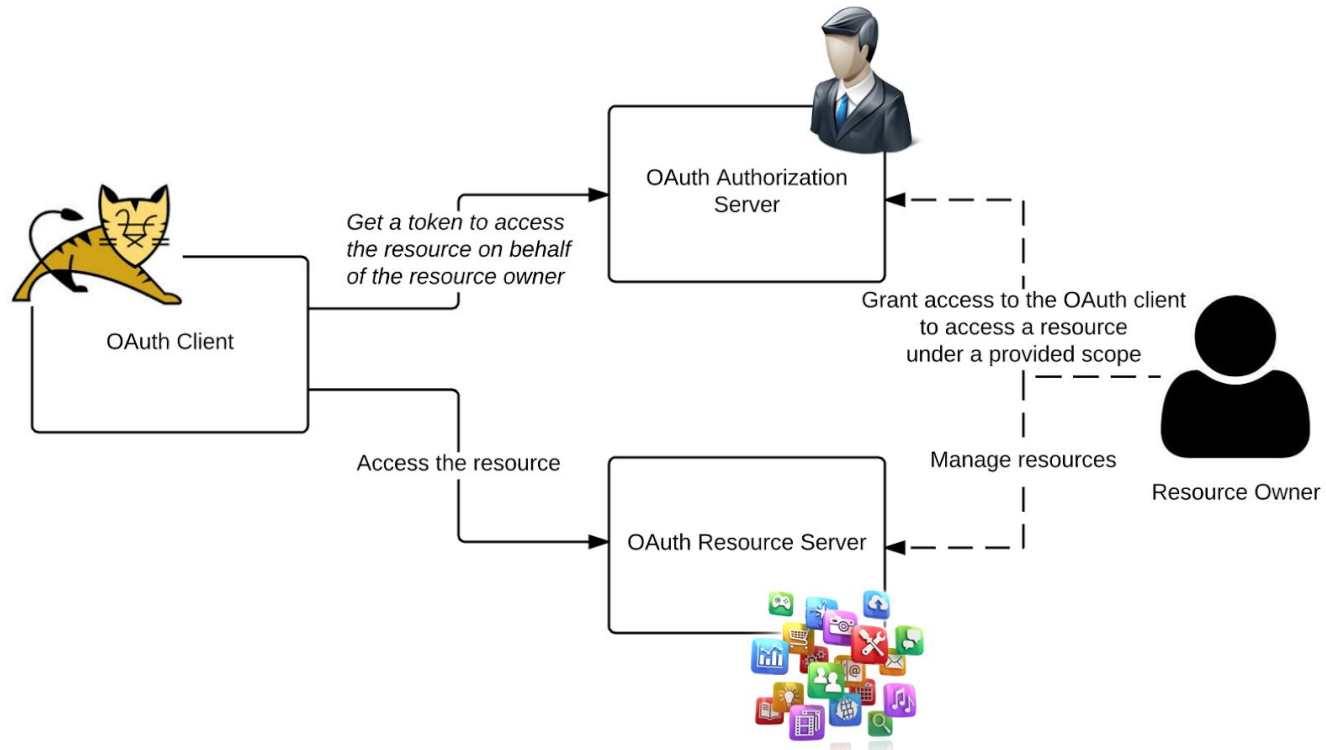 OAuth Authorization
Server
Get a token to access
the resource on behalf
of the resource owner
OAuth Client
Grant access to the OAuth client
to access a resource
under a provided scope
Access the resource
Manage resources
Resource Owner
OAuth Resource Server